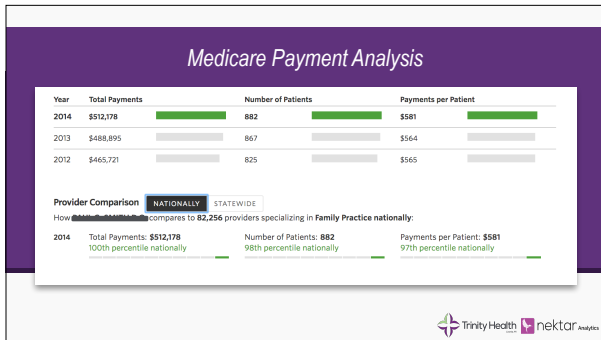 Medicare Payment Analysis
Year Total Payments Number of Patients Payments per Patient
2014 $512,178 882 $581
2013 $488,895 867 $564
2012 $465,721 825 $565
Provider Comparison NATIONALLY STATEWIDE
How compares to 82,256 providers specializing in Family Practice nationally:
2014 Total Payments: $512,178 Number of Patients: 882 Payments per Patient: $581
100th percentile nationally 98th percentile nationally 97th percentile nationally
Trinity Health nektar Analytics